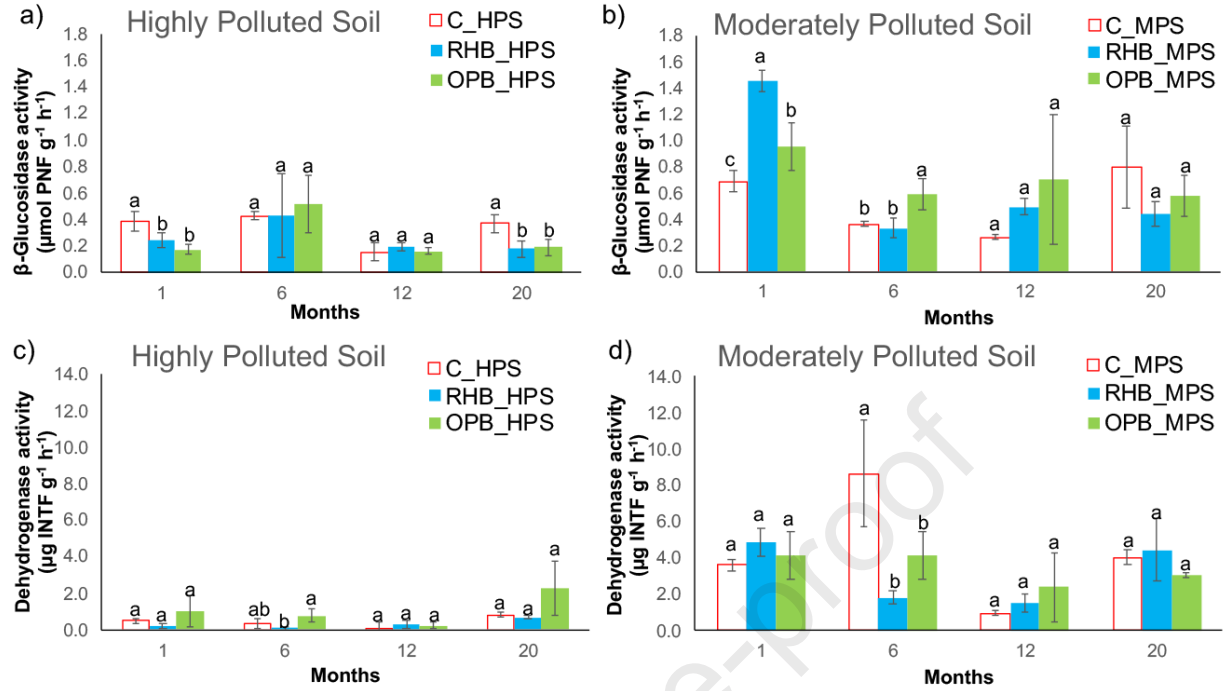 a)
Highly Polluted Soil
C_HPS
RHB_HPS
OPB_HPS
β-Glucosidase activity
(µmol PNF g⁻¹ h⁻¹)
1.8
1.6
1.4
1.2
1.0
0.8
0.6
0.4
0.2
0.0
a b b
a a a
a a a
a b b
1 6 12 20
Months
b)
Moderately Polluted Soil
C_MPS
RHB_MPS
OPB_MPS
β-Glucosidase activity
(µmol PNF g⁻¹ h⁻¹)
1.8
1.6
1.4
1.2
1.0
0.8
0.6
0.4
0.2
0.0
c a b
b b a
a a a
a a a
1 6 12 20
Months
c)
Highly Polluted Soil
C_HPS
RHB_HPS
OPB_HPS
Dehydrogenase activity
(µg INTF g⁻¹ h⁻¹)
14.0
12.0
10.0
8.0
6.0
4.0
2.0
0.0
a a a
ab b a
a a a
a a a
1 6 12 20
Months
d)
Moderately Polluted Soil
C_MPS
RHB_MPS
OPB_MPS
Dehydrogenase activity
(µg INTF g⁻¹ h⁻¹)
14.0
12.0
10.0
8.0
6.0
4.0
2.0
0.0
a a a
a b b
a a a
a a a
1 6 12 20
Months
e-proof